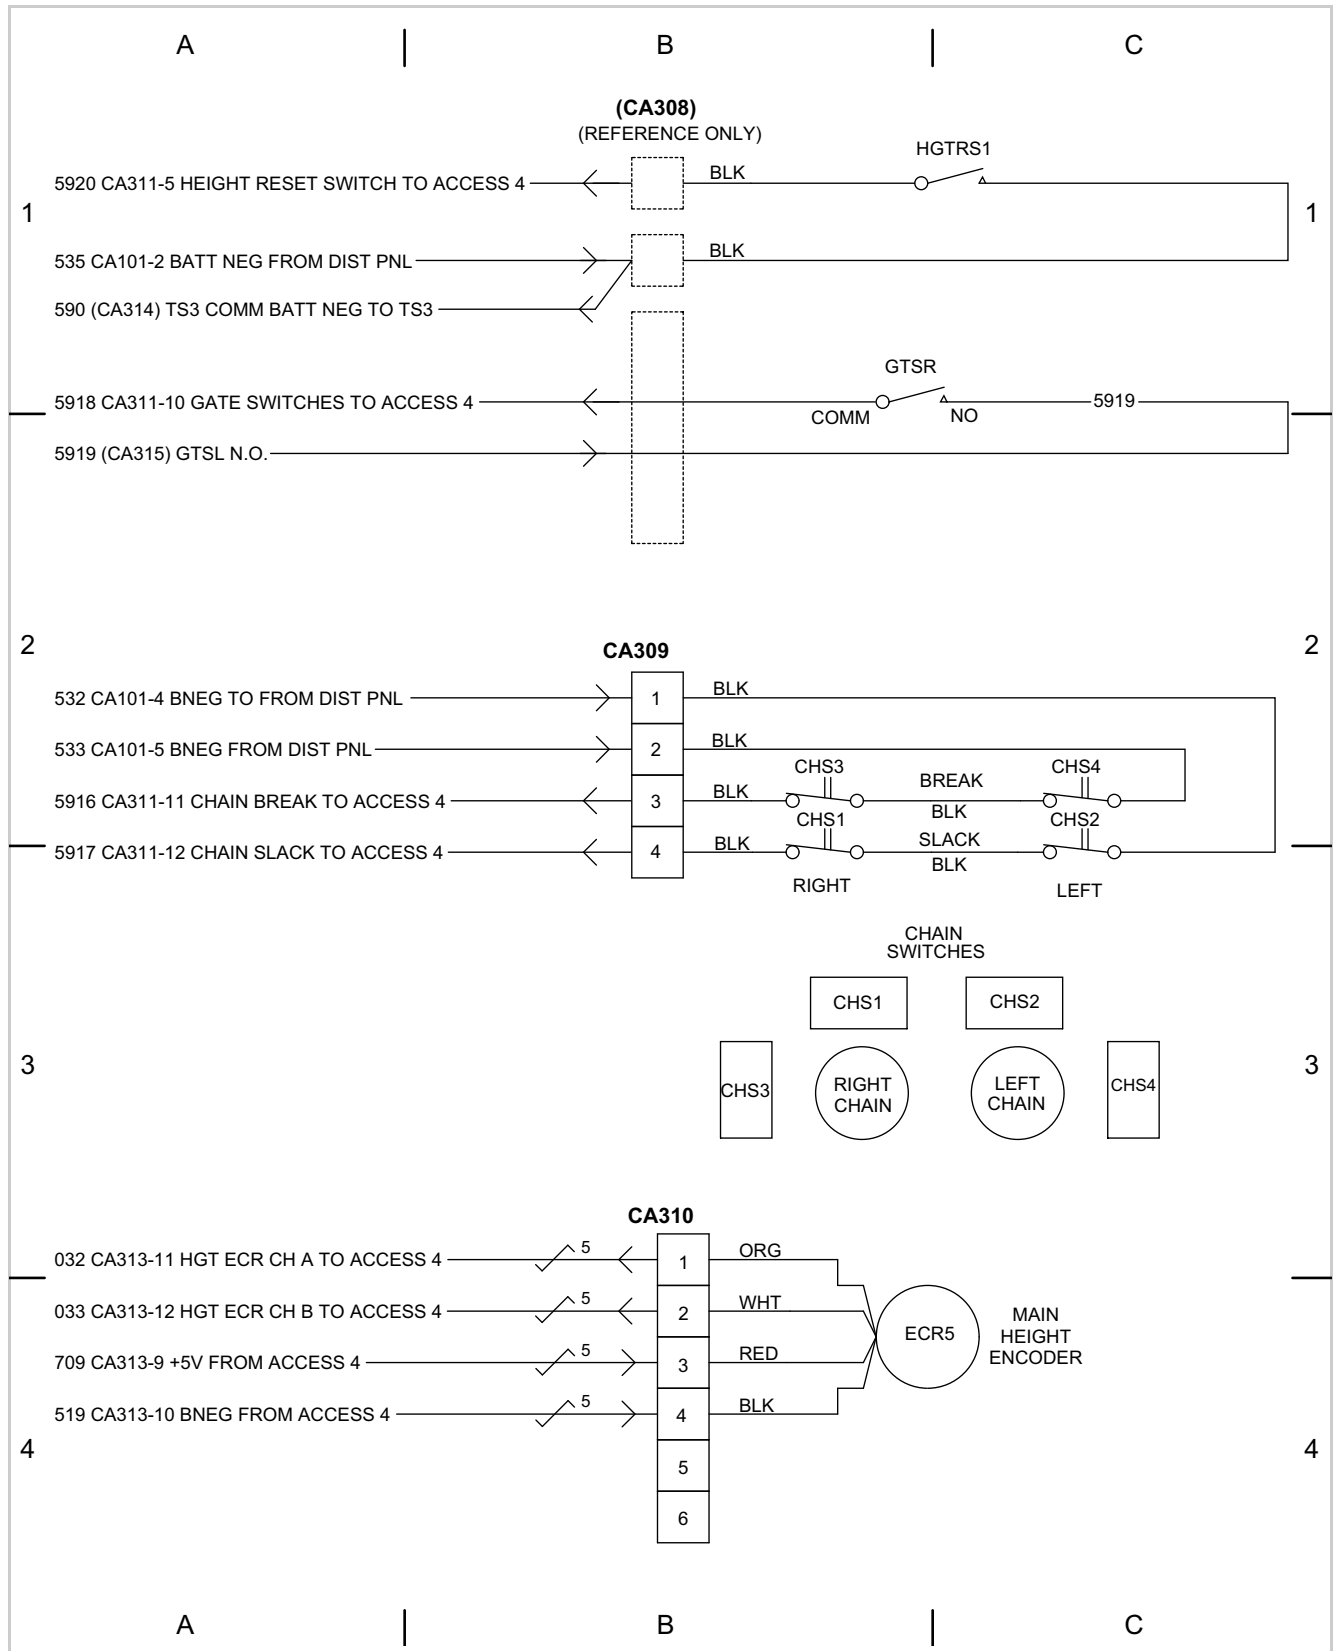 A B C
(CA308)
(REFERENCE ONLY)
HGTRS1
5920 CA311-5 HEIGHT RESET SWITCH TO ACCESS 4 BLK
1 1
535 CA101-2 BATT NEG FROM DIST PNL BLK
590 (CA314) TS3 COMM BATT NEG TO TS3
GTSR
5918 CA311-10 GATE SWITCHES TO ACCESS 4 5919
COMM NO
5919 (CA315) GTSL N.O.
2 2
CA309
532 CA101-4 BNEG TO FROM DIST PNL 1 BLK
533 CA101-5 BNEG FROM DIST PNL 2 BLK
CHS3 BREAK CHS4
5916 CA311-11 CHAIN BREAK TO ACCESS 4 3 BLK
BLK
CHS1 SLACK CHS2
5917 CA311-12 CHAIN SLACK TO ACCESS 4 4 BLK
BLK
RIGHT LEFT
CHAIN
SWITCHES
CHS1 CHS2
3 3
CHS3 RIGHT LEFT CHS4
CHAIN CHAIN
CA310
032 CA313-11 HGT ECR CH A TO ACCESS 4 5 1 ORG
033 CA313-12 HGT ECR CH B TO ACCESS 4 5 2 WHT
ECR5
MAIN
HEIGHT
ENCODER
709 CA313-9 +5V FROM ACCESS 4 5 3 RED
519 CA313-10 BNEG FROM ACCESS 4 5 4 BLK
4 4
5
6
A B C